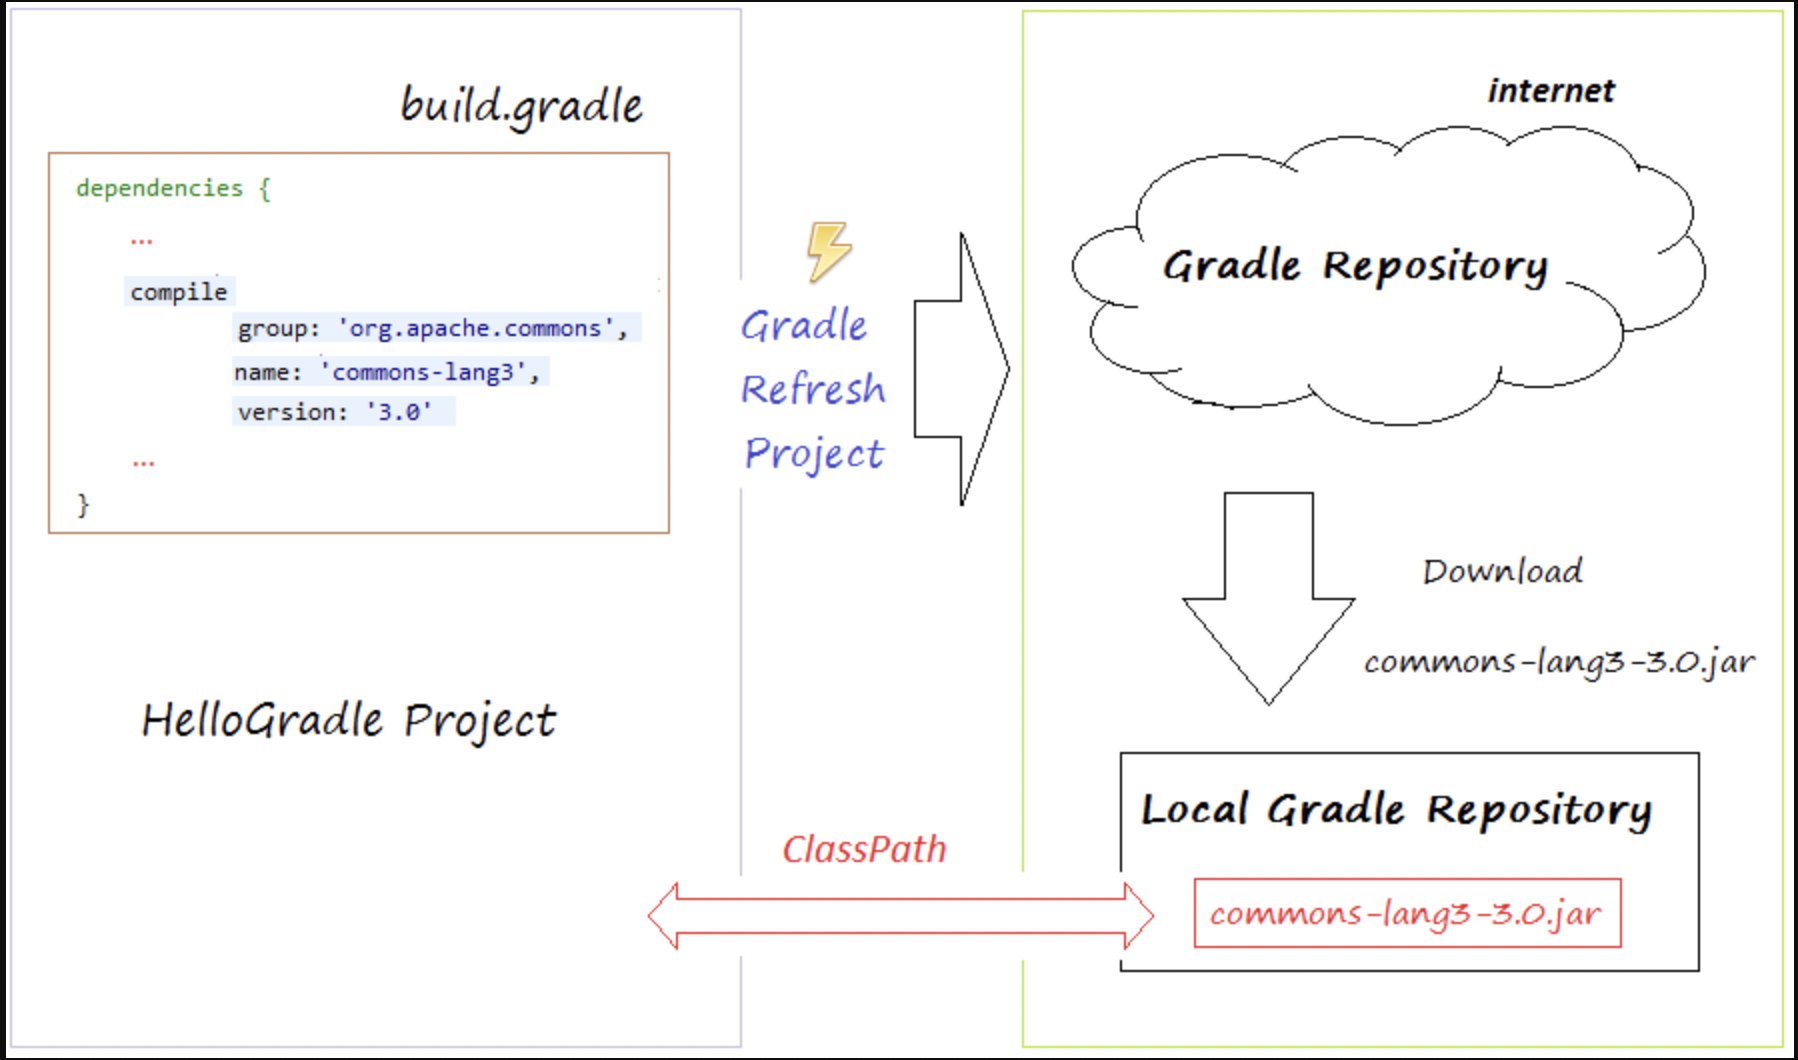 build.gradle
dependencies {
...
compile
group: 'org.apache.commons',
name: 'commons-lang3',
version: '3.0'
...
}
HelloGradle Project
Gradle
Refresh
Project
internet
Gradle Repository
Download
commons-lang3-3.0.jar
Local Gradle Repository
commons-lang3-3.0.jar
ClassPath